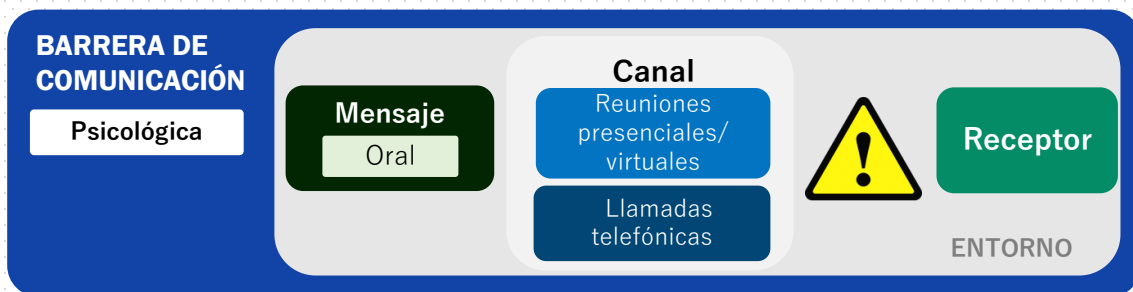 BARRERA DE
COMUNICACIÓN
Psicológica
Mensaje
Oral
Canal
Reuniones
presenciales/
virtuales
Llamadas
telefónicas
!
Receptor
ENTORNO